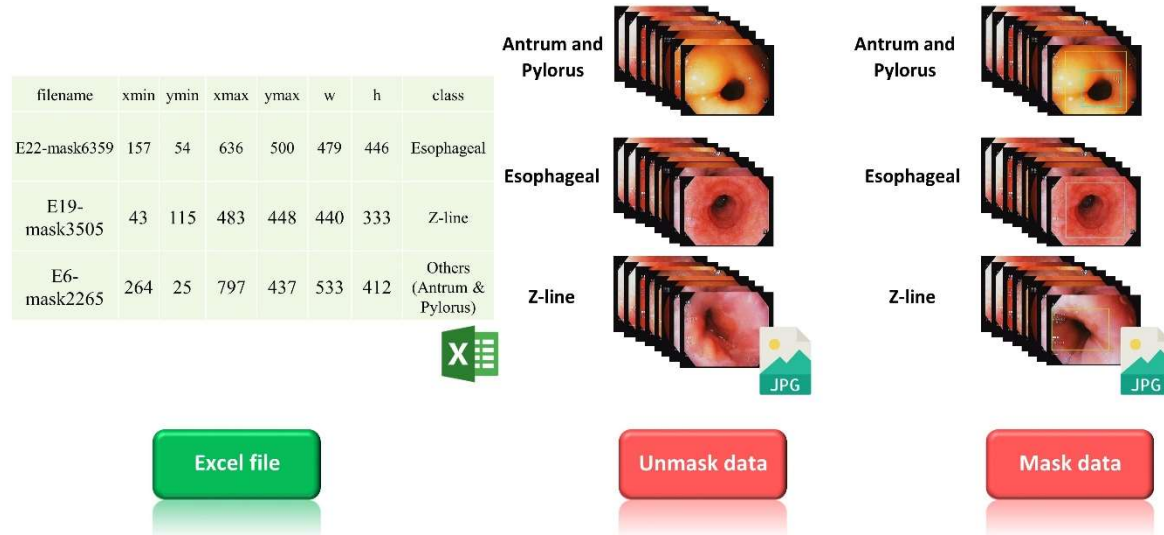 filename xmin ymin xmax ymax w h class
E22-mask6359 157 54 636 500 479 446 Esophageal
E19-
mask3505 43 115 483 448 440 333 Z-line
E6-
mask2265 264 25 797 437 533 412 Others
(Antrum &
Pylorus)
X
Antrum and
Pylorus
Esophageal
Z-line
JPG
Antrum and
Pylorus
Esophageal
Z-line
JPG
Excel file
Unmask data
Mask data